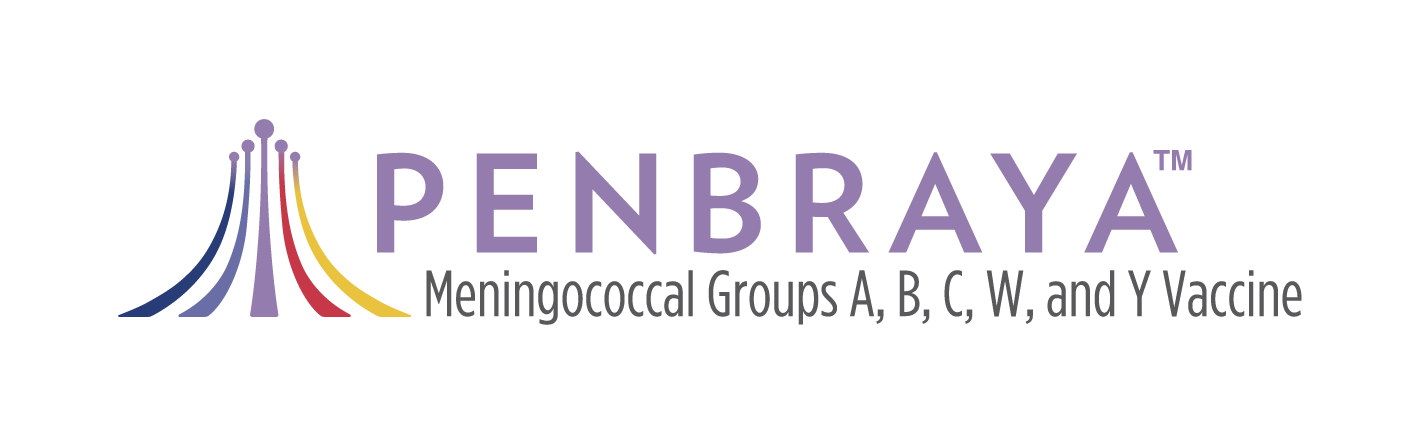 PENBRAYA™
Meningococcal Groups A, B, C, W, and Y Vaccine